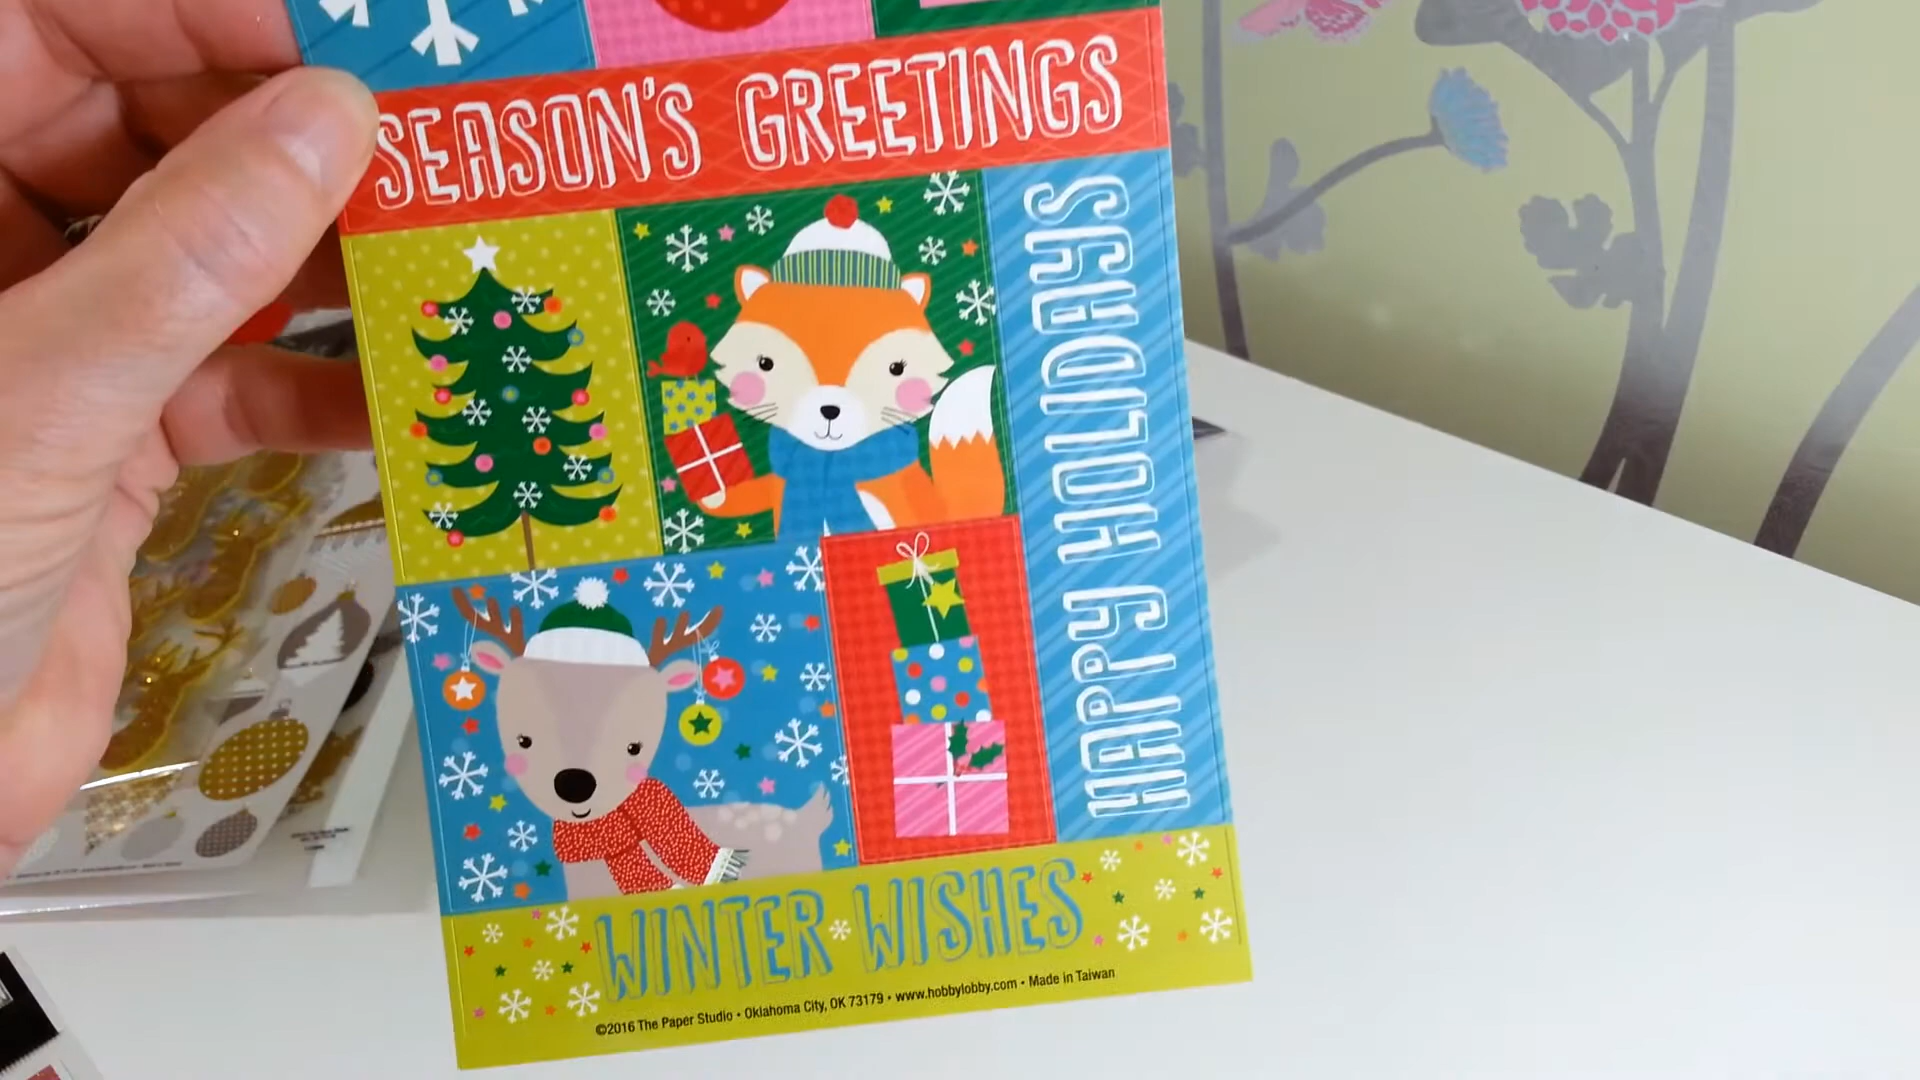 SEASON'S GREETINGS
HAPPY HOLIDAYS
WINTER WISHES
©2016 The Paper Studio • Oklahoma City, OK 73179 • www.hobbylobby.com • Made in Taiwan